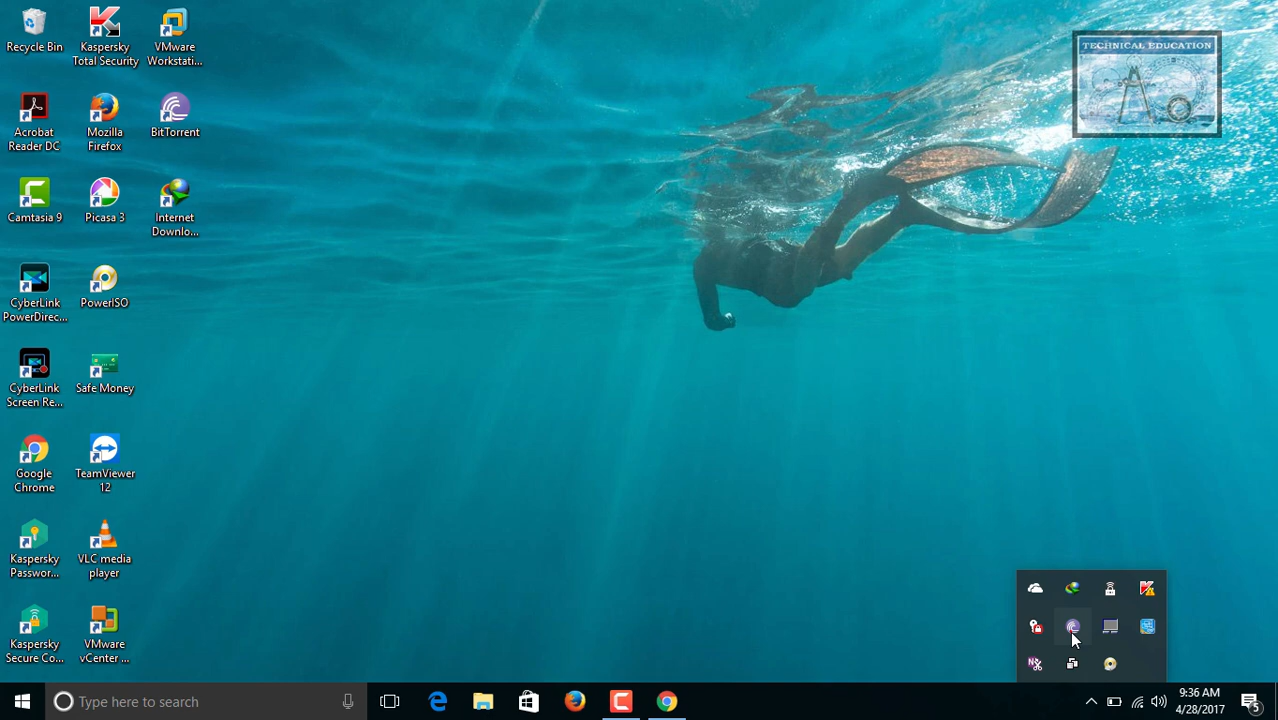 Recycle Bin
Kaspersky
Total Security
VMware
Workstati...
Acrobat
Reader DC
Mozilla
Firefox
BitTorrent
Camtasia 9
Picasa 3
Internet
Downlo...
CyberLink
PowerDirec...
PowerISO
CyberLink
Screen Re...
Safe Money
Google
Chrome
TeamViewer
12
Kaspersky
Passwor...
VLC media
player
Kaspersky
Secure Co...
VMware
vCenter ...
TECHNICAL EDUCATION
Type here to search
9:36 AM
4/28/2017
5